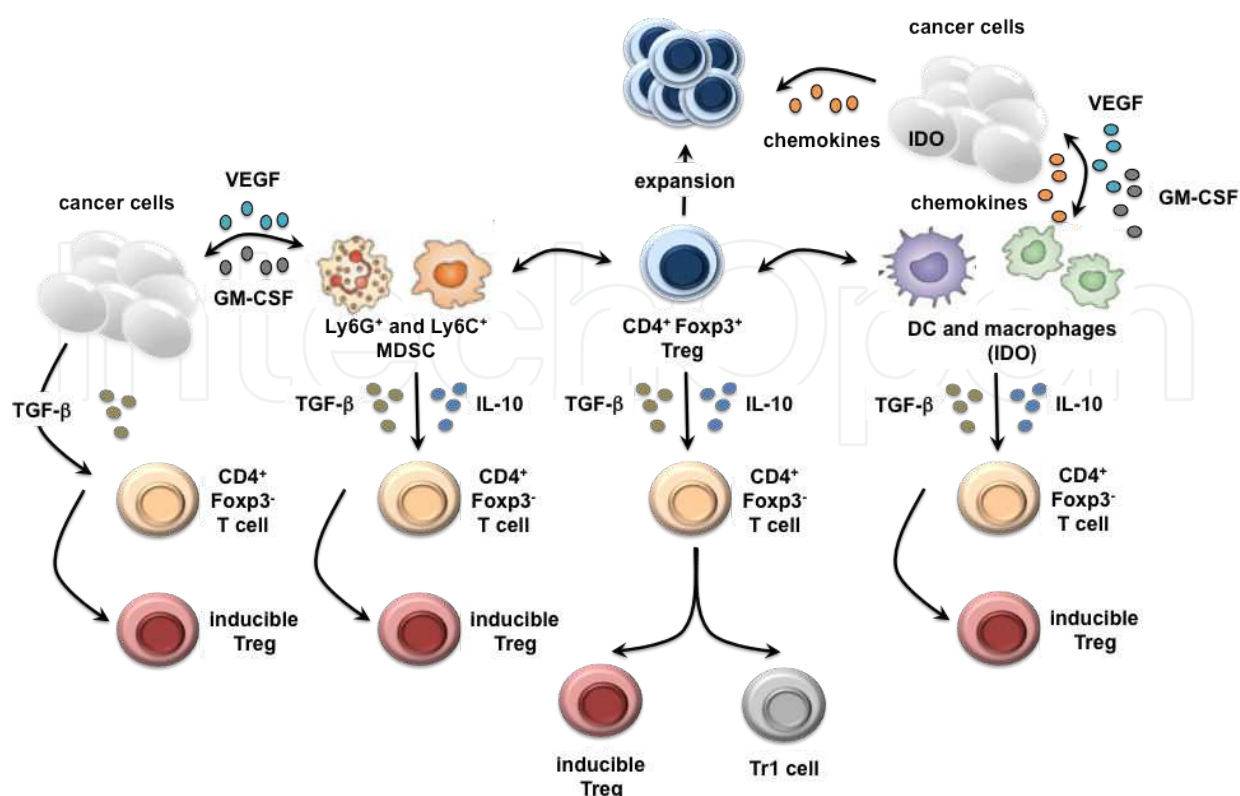 cancer cells
VEGF
chemokines
IDO
VEGF
expansion
cancer cells
chemokines
GM-CSF
GM-CSF
Ly6G⁺ and Ly6C⁺
MDSC
CD4⁺ Foxp3⁺
Treg
DC and macrophages
(IDO)
IntechOpen
TGF-β
TGF-β
IL-10
TGF-β
IL-10
TGF-β
IL-10
CD4⁺
Foxp3⁻
T cell
CD4⁺
Foxp3⁻
T cell
CD4⁺
Foxp3⁻
T cell
CD4⁺
Foxp3⁻
T cell
inducible
Treg
inducible
Treg
inducible
Treg
inducible
Treg
Tr1 cell